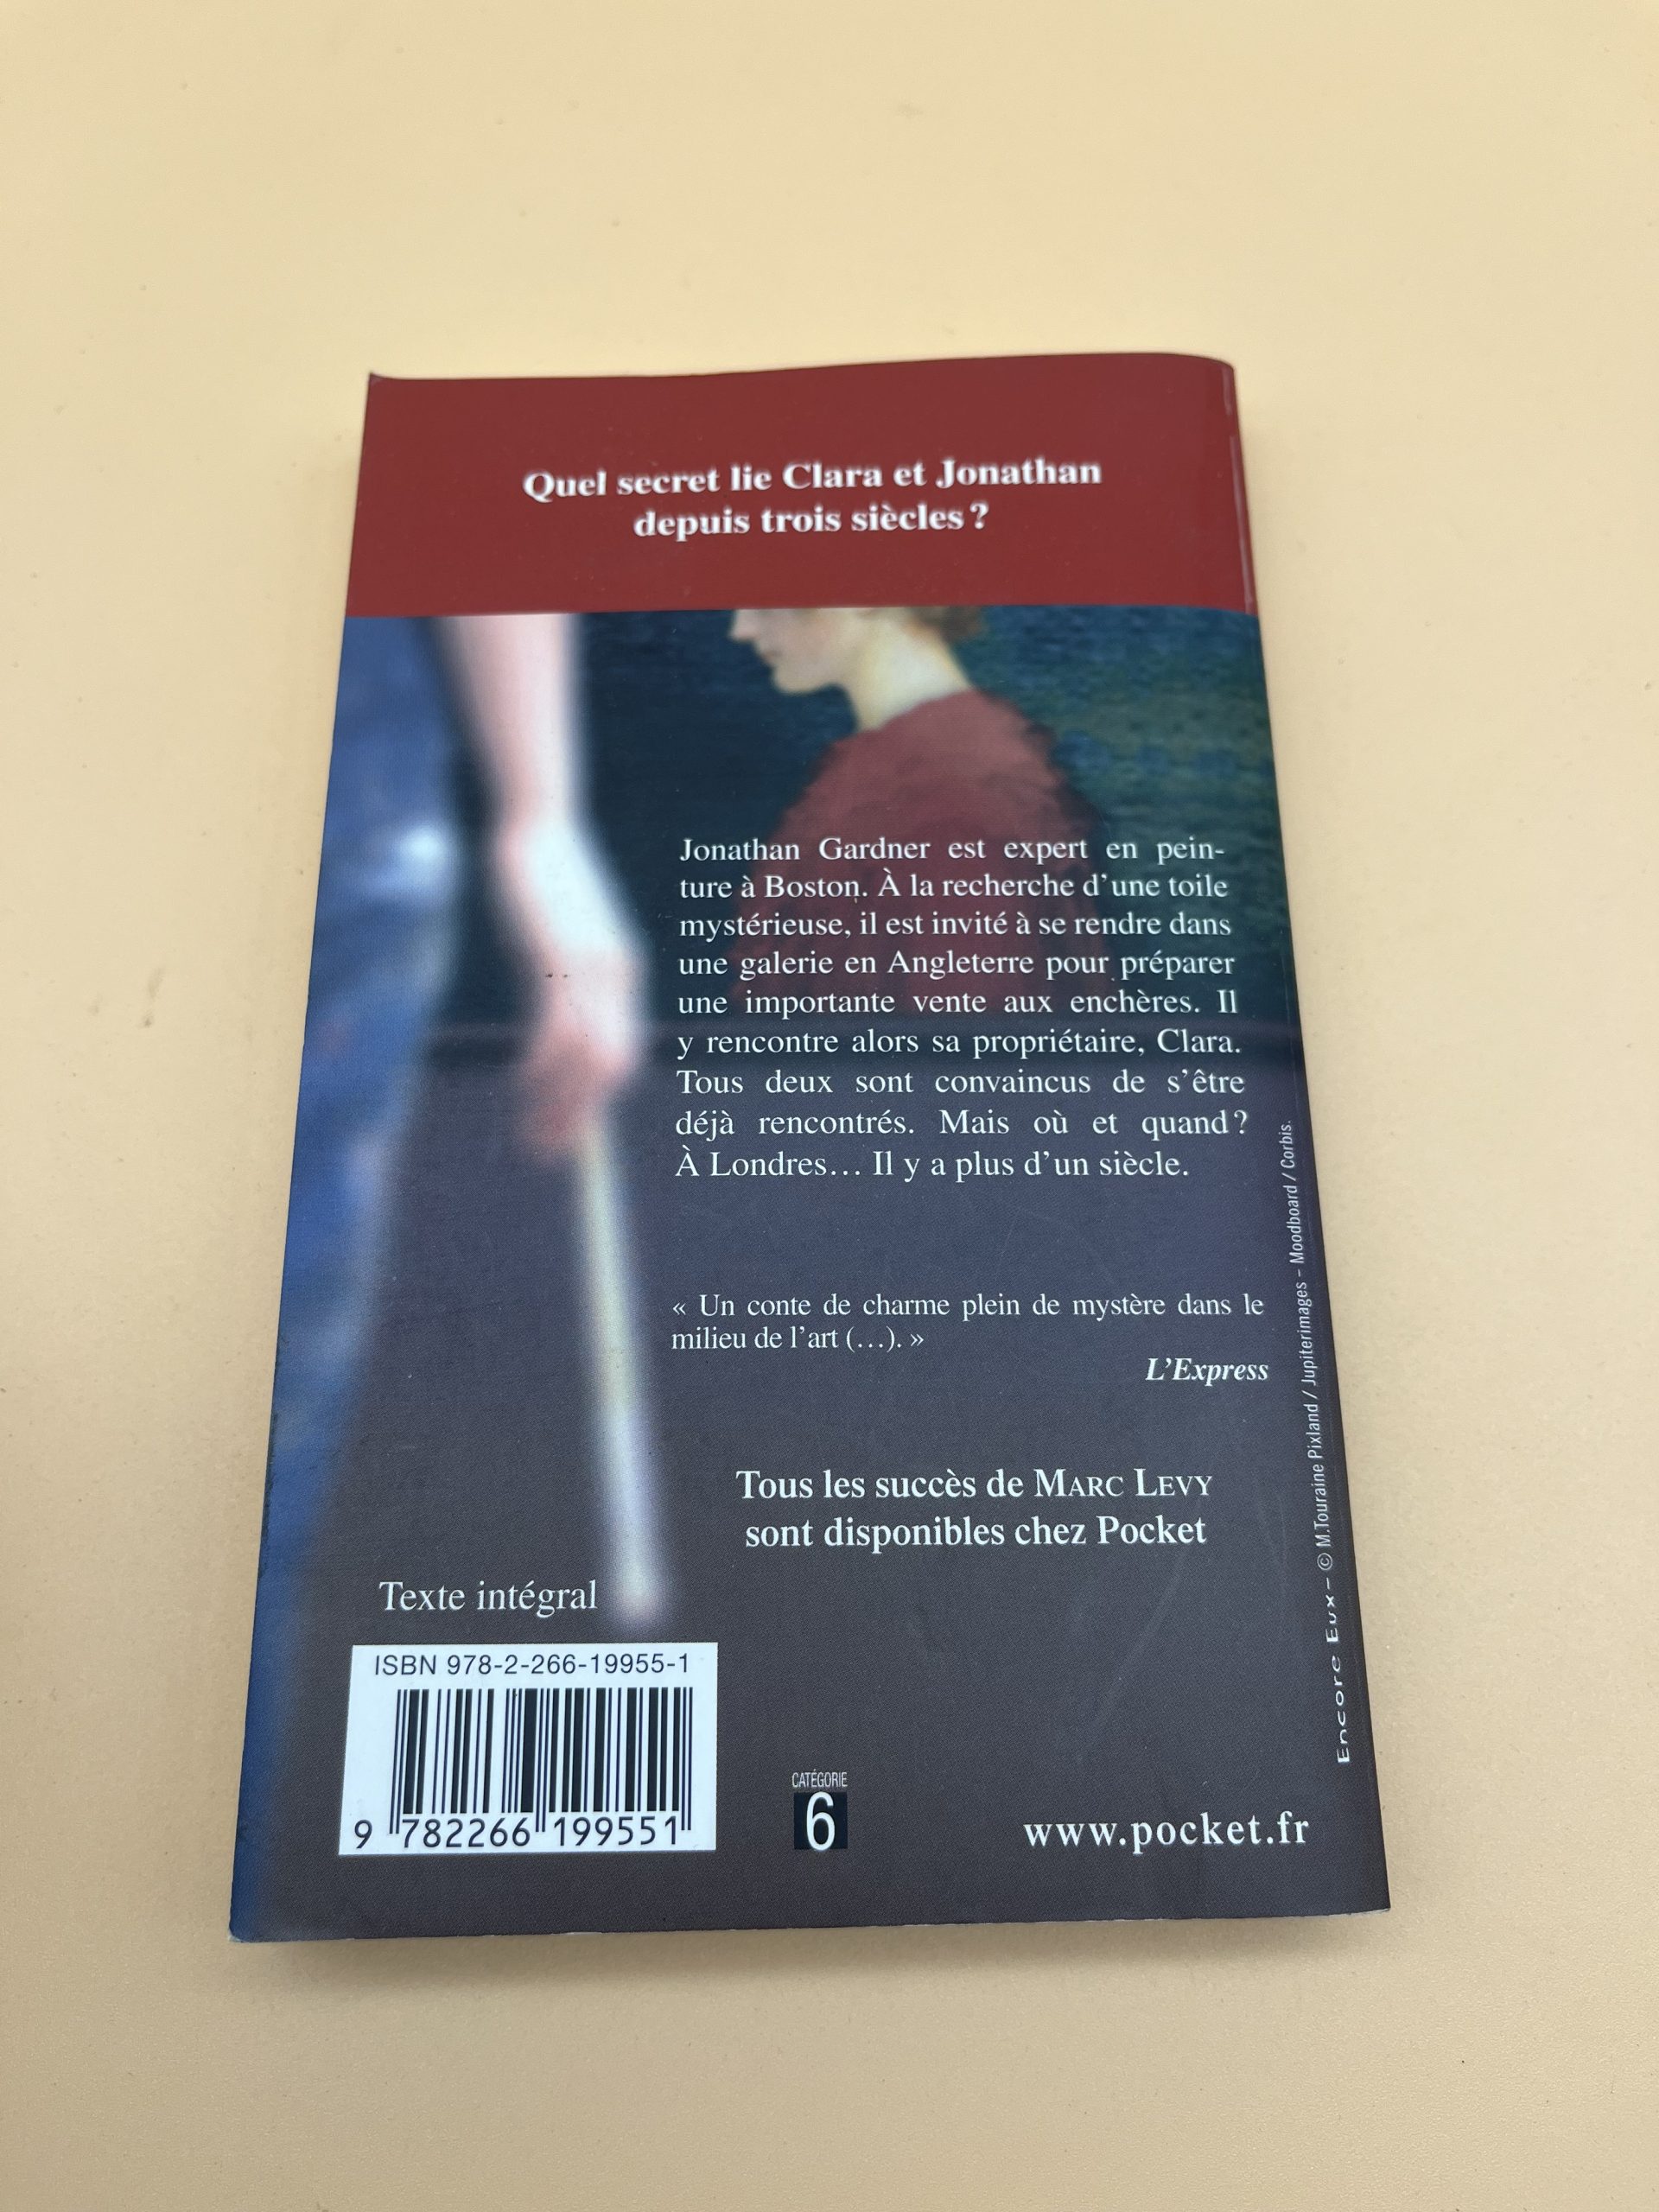 Quel secret lie Clara et Jonathan
depuis trois siècles ?
Jonathan Gardner est expert en pein-
ture à Boston. À la recherche d’une toile
mystérieuse, il est invité à se rendre dans
une galerie en Angleterre pour préparer
une importante vente aux enchères. Il
y rencontre alors sa propriétaire, Clara.
Tous deux sont convaincus de s’être
déjà rencontrés. Mais où et quand ?
À Londres… Il y a plus d’un siècle.
« Un conte de charme plein de mystère dans le
milieu de l’art (…). »
L’Express
Tous les succès de MARC LEVY
sont disponibles chez Pocket
Texte intégral
ISBN 978-2-266-19955-1
9 782266 199551
CATÉGORIE
6
www.pocket.fr
Encore Eux – © M.Touraine Pixland / Jupiterimages – Moodboard / Corbis.